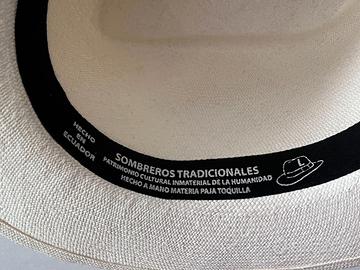 HECHO
EN
ECUADOR
SOMBREROS TRADICIONALES
PATRIMONIO CULTURAL INMATERIAL DE LA HUMANIDAD
HECHO A MANO MATERIA PAJA TOQUILLA
L